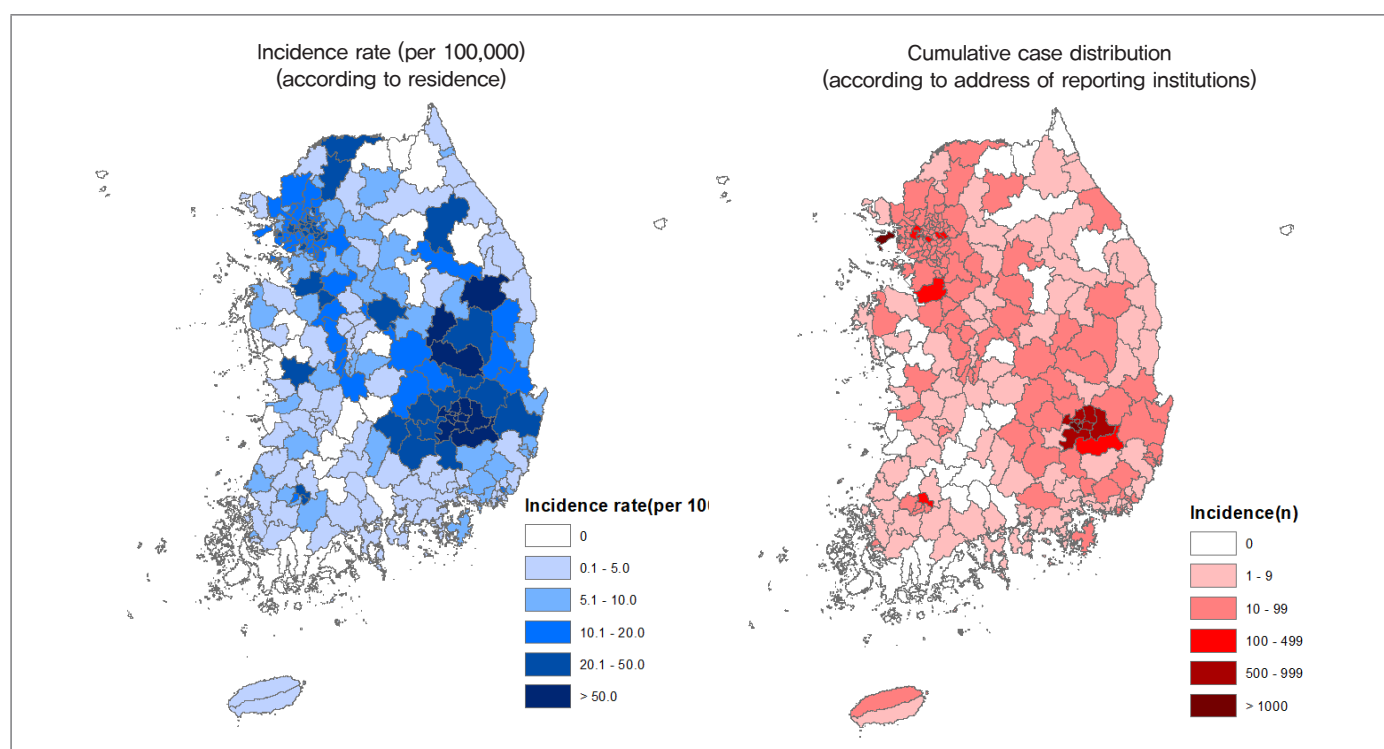 Incidence rate (per 100,000)
(according to residence)
Cumulative case distribution
(according to address of reporting institutions)
Incidence rate(per 10
0
0.1 - 5.0
5.1 - 10.0
10.1 - 20.0
20.1 - 50.0
> 50.0
Incidence(n)
0
1 - 9
10 - 99
100 - 499
500 - 999
> 1000